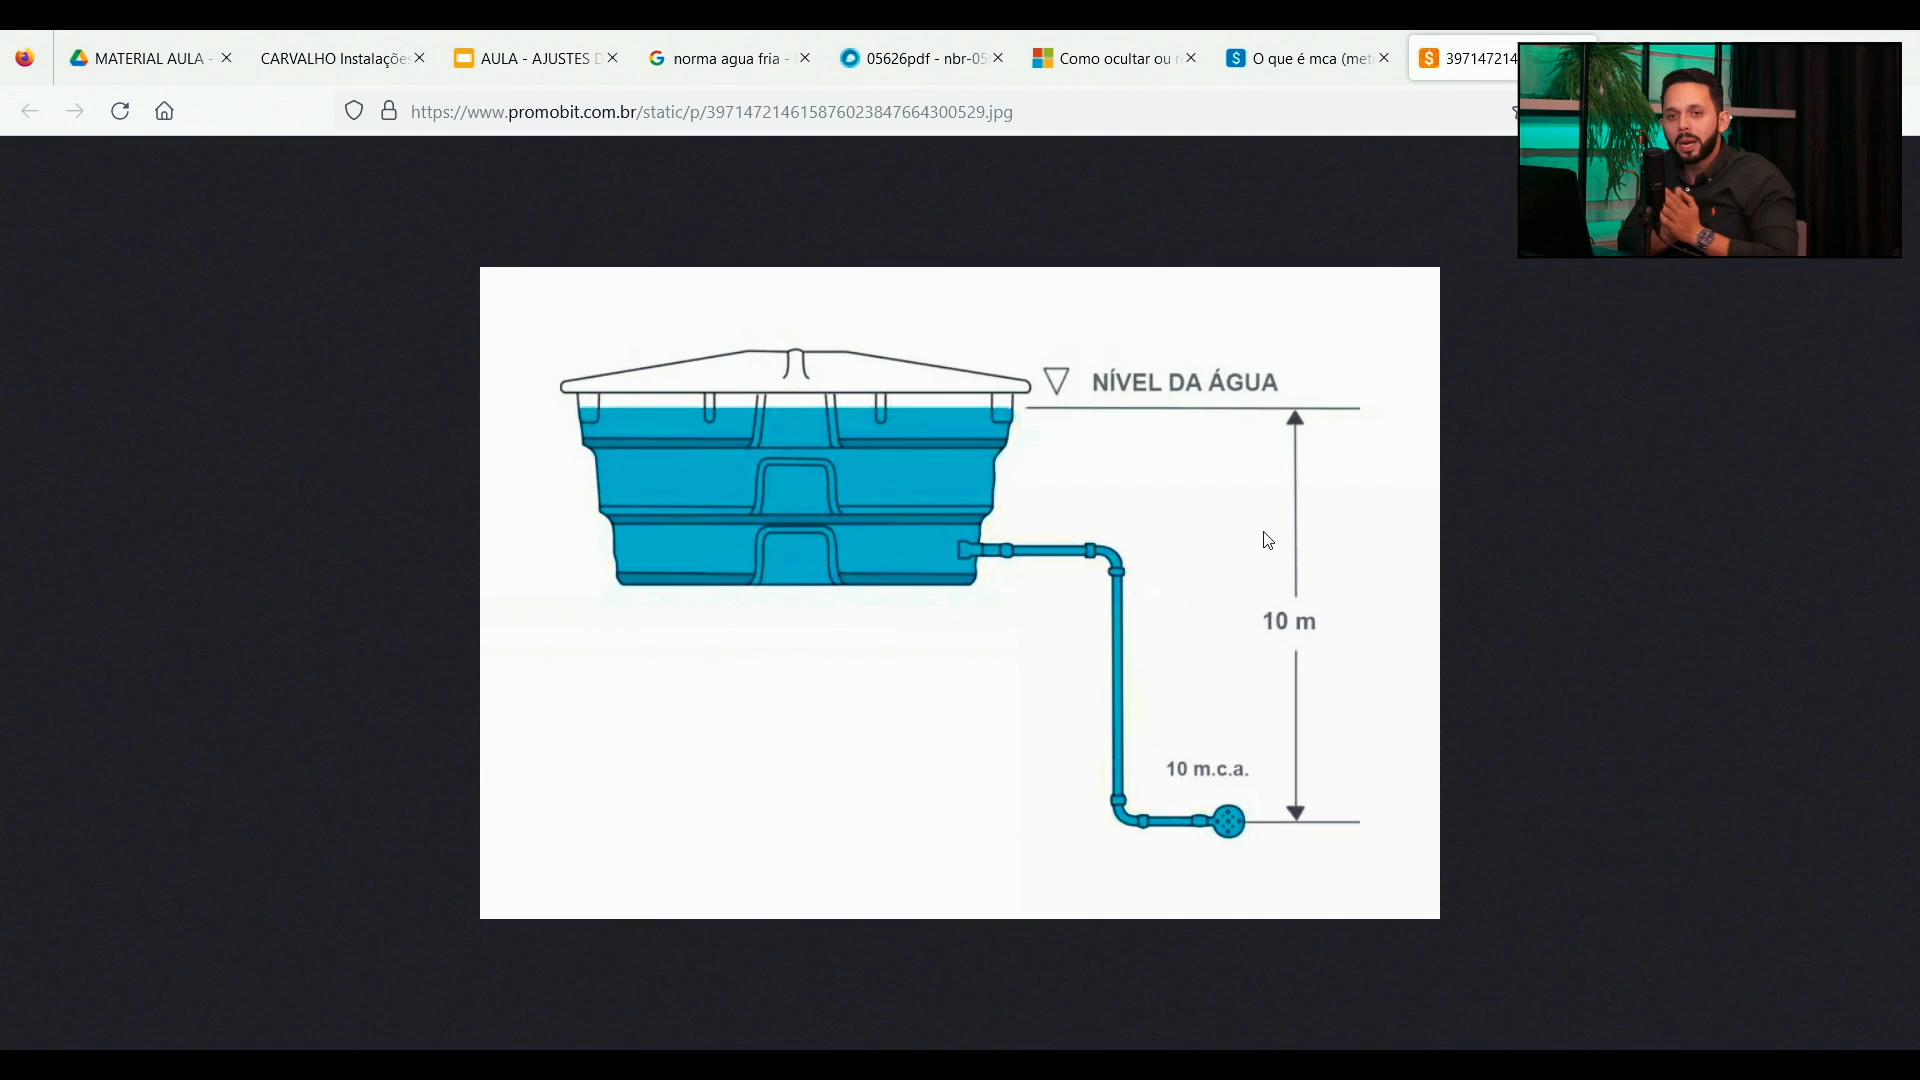 MATERIAL AULA -
CARVALHO Instalaçõe
AULA - AJUSTES D
norma agua fria -
05626pdf - nbr-05
Como ocultar ou r
O que é mca (met
397147214
https://www.promobit.com.br/static/p/397147214615876023847664300529.jpg
NÍVEL DA ÁGUA
10 m
10 m.c.a.